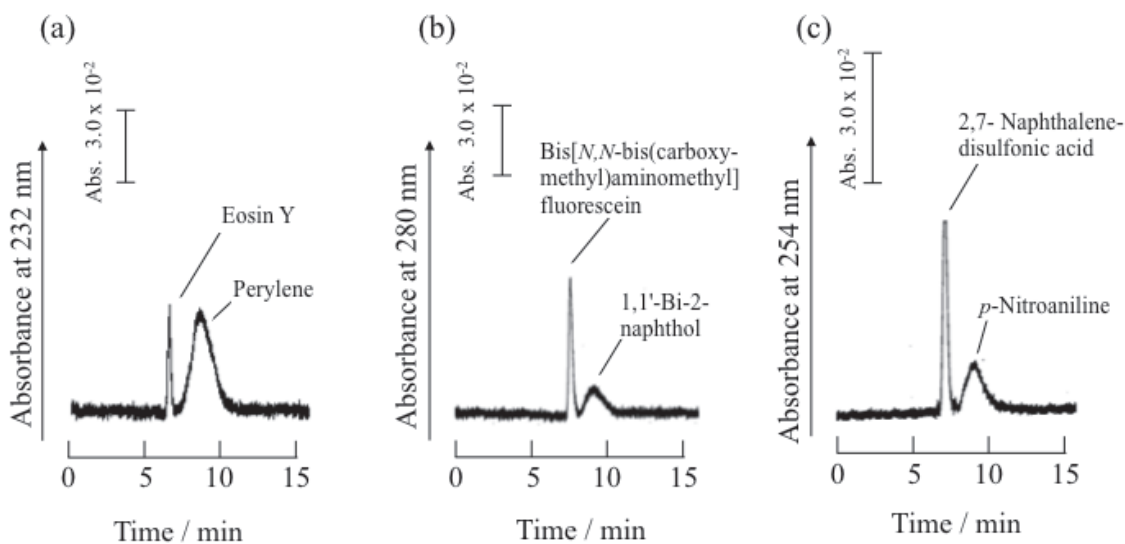 (a)
Abs. 3.0 x 10-2
Absorbance at 232 nm
Eosin Y
Perylene
0 5 10 15
Time / min
(b)
Abs. 3.0 x 10-2
Absorbance at 280 nm
Bis[N,N-bis(carboxy-
methyl)aminomethyl]
fluorescein
1,1'-Bi-2-
naphthol
0 5 10 15
Time / min
(c)
Abs. 3.0 x 10-2
Absorbance at 254 nm
2,7- Naphthalene-
disulfonic acid
p-Nitroaniline
0 5 10 15
Time / min